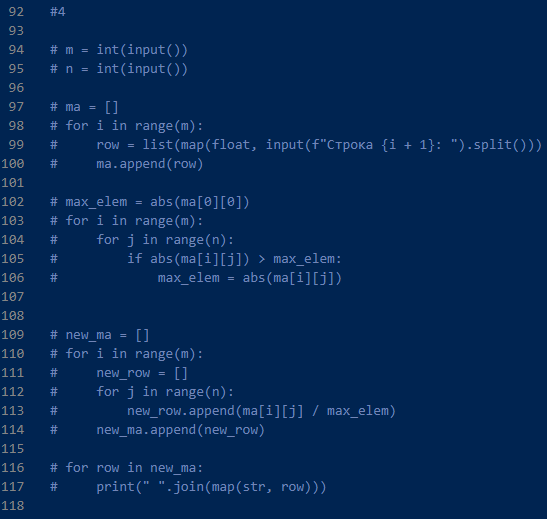 92 #4
93
94 # m = int(input())
95 # n = int(input())
96
97 # ma = []
98 # for i in range(m):
99 #     row = list(map(float, input(f"Строка {i + 1}: ").split()))
100 #     ma.append(row)
101
102 # max_elem = abs(ma[0][0])
103 # for i in range(m):
104 #     for j in range(n):
105 #         if abs(ma[i][j]) > max_elem:
106 #             max_elem = abs(ma[i][j])
107
108
109 # new_ma = []
110 # for i in range(m):
111 #     new_row = []
112 #     for j in range(n):
113 #         new_row.append(ma[i][j] / max_elem)
114 #     new_ma.append(new_row)
115
116 # for row in new_ma:
117 #     print(" ".join(map(str, row)))
118